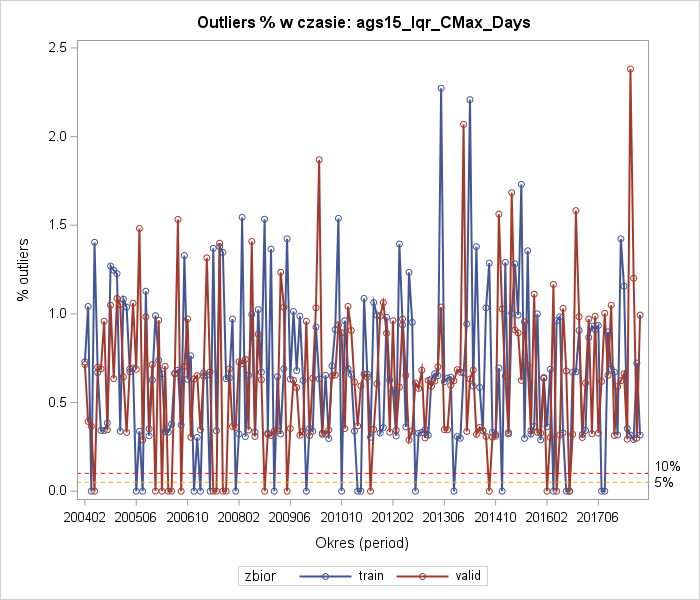 Outliers % w czasie: ags15_Iqr_CMax_Days
% outliers
2.5
2.0
1.5
1.0
0.5
0.0
10%
5%
200402 200506 200610 200802 200906 201010 201202 201306 201410 201602 201706
Okres (period)
zbior train valid